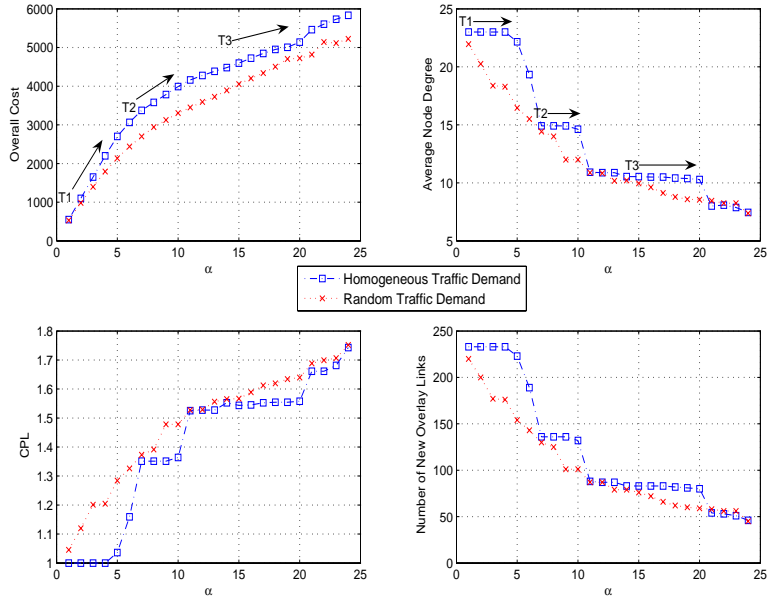 6000
5000
4000
3000
2000
1000
0
Overall Cost
T1
T2
T3
0 5 10 15 20 25
α
25
20
15
10
5
Average Node Degree
T1
T2
T3
0 5 10 15 20 25
α
Homogeneous Traffic Demand
Random Traffic Demand
1.8
1.7
1.6
1.5
1.4
1.3
1.2
1.1
1
CPL
0 5 10 15 20 25
α
250
200
150
100
50
0
Number of New Overlay Links
0 5 10 15 20 25
α